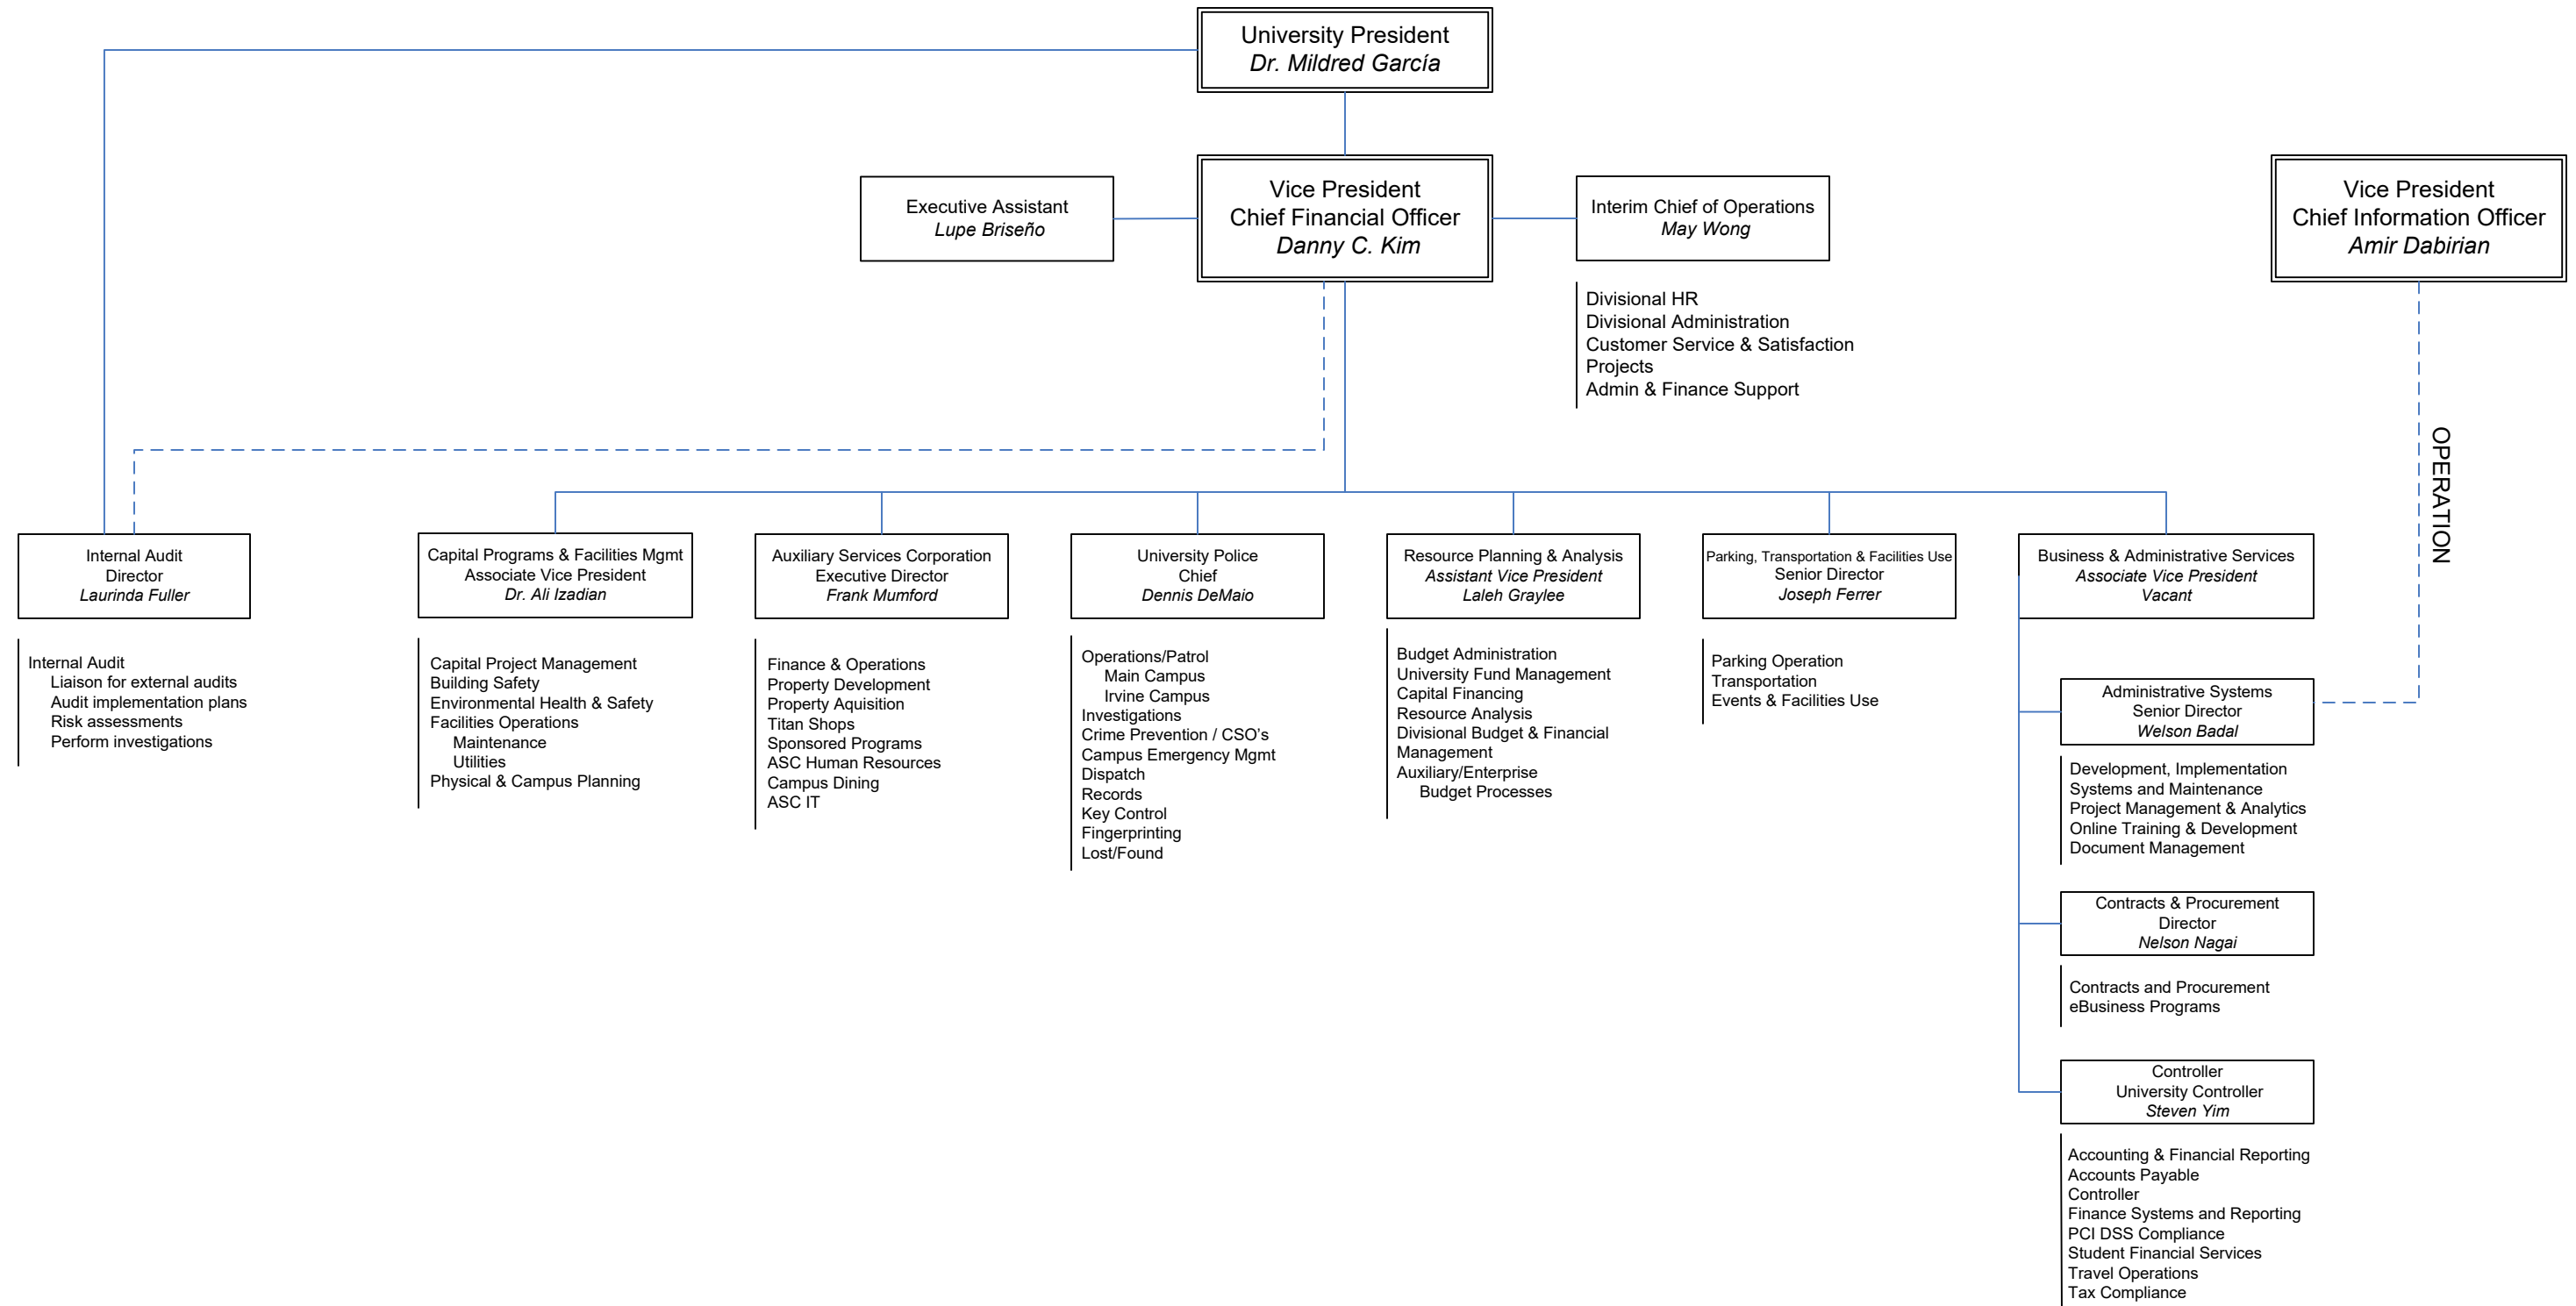 University President
Dr. Mildred García
Executive Assistant
Lupe Briseño
Vice President
Chief Financial Officer
Danny C. Kim
Interim Chief of Operations
May Wong
Divisional HR
Divisional Administration
Customer Service & Satisfaction
Projects
Admin & Finance Support
Vice President
Chief Information Officer
Amir Dabirian
OPERATION
Internal Audit
Director
Laurinda Fuller
Internal Audit
Liaison for external audits
Audit implementation plans
Risk assessments
Perform investigations
Capital Programs & Facilities Mgmt
Associate Vice President
Dr. Ali Izadian
Capital Project Management
Building Safety
Environmental Health & Safety
Facilities Operations
Maintenance
Utilities
Physical & Campus Planning
Auxiliary Services Corporation
Executive Director
Frank Mumford
Finance & Operations
Property Development
Property Aquisition
Titan Shops
Sponsored Programs
ASC Human Resources
Campus Dining
ASC IT
University Police
Chief
Dennis DeMaio
Operations/Patrol
Main Campus
Irvine Campus
Investigations
Crime Prevention / CSO's
Campus Emergency Mgmt
Dispatch
Records
Key Control
Fingerprinting
Lost/Found
Resource Planning & Analysis
Assistant Vice President
Laleh Graylee
Budget Administration
University Fund Management
Capital Financing
Resource Analysis
Divisional Budget & Financial
Management
Auxiliary/Enterprise
Budget Processes
Parking, Transportation & Facilities Use
Senior Director
Joseph Ferrer
Parking Operation
Transportation
Events & Facilities Use
Business & Administrative Services
Associate Vice President
Vacant
Administrative Systems
Senior Director
Welson Badal
Development, Implementation
Systems and Maintenance
Project Management & Analytics
Online Training & Development
Document Management
Contracts & Procurement
Director
Nelson Nagai
Contracts and Procurement
eBusiness Programs
Controller
University Controller
Steven Yim
Accounting & Financial Reporting
Accounts Payable
Controller
Finance Systems and Reporting
PCI DSS Compliance
Student Financial Services
Travel Operations
Tax Compliance